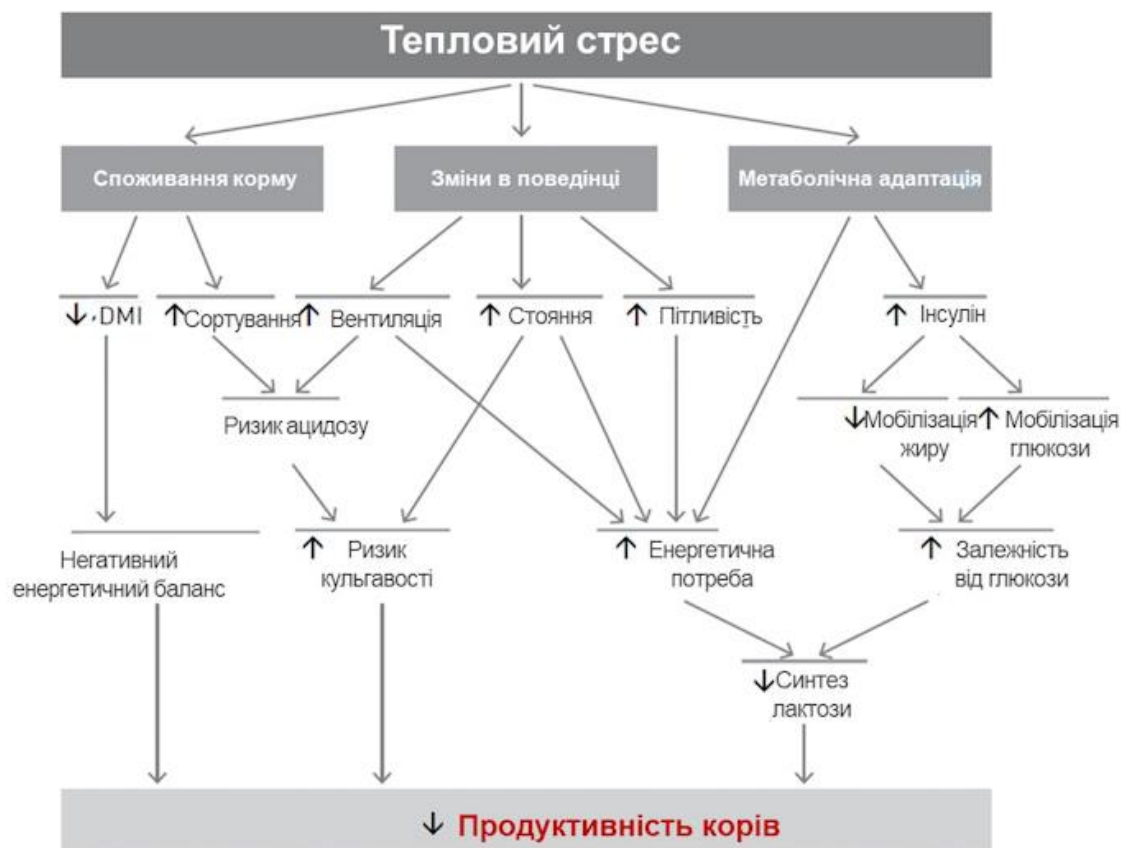 Тепловий стрес
Споживання корму
Зміни в поведінці
Метаболічна адаптація
↓ DMI
↑ Сортування
↑ Вентиляція
↑ Стояння
↑ Пітливість
↑ Інсулін
Ризик ацидозу
↓ Мобілізація
жиру
↑ Мобілізація
глюкози
Негативний
енергетичний баланс
↑ Ризик
кульгавості
↑ Енергетична
потреба
↑ Залежність
від глюкози
↓ Синтез
лактози
↓ Продуктивність корів